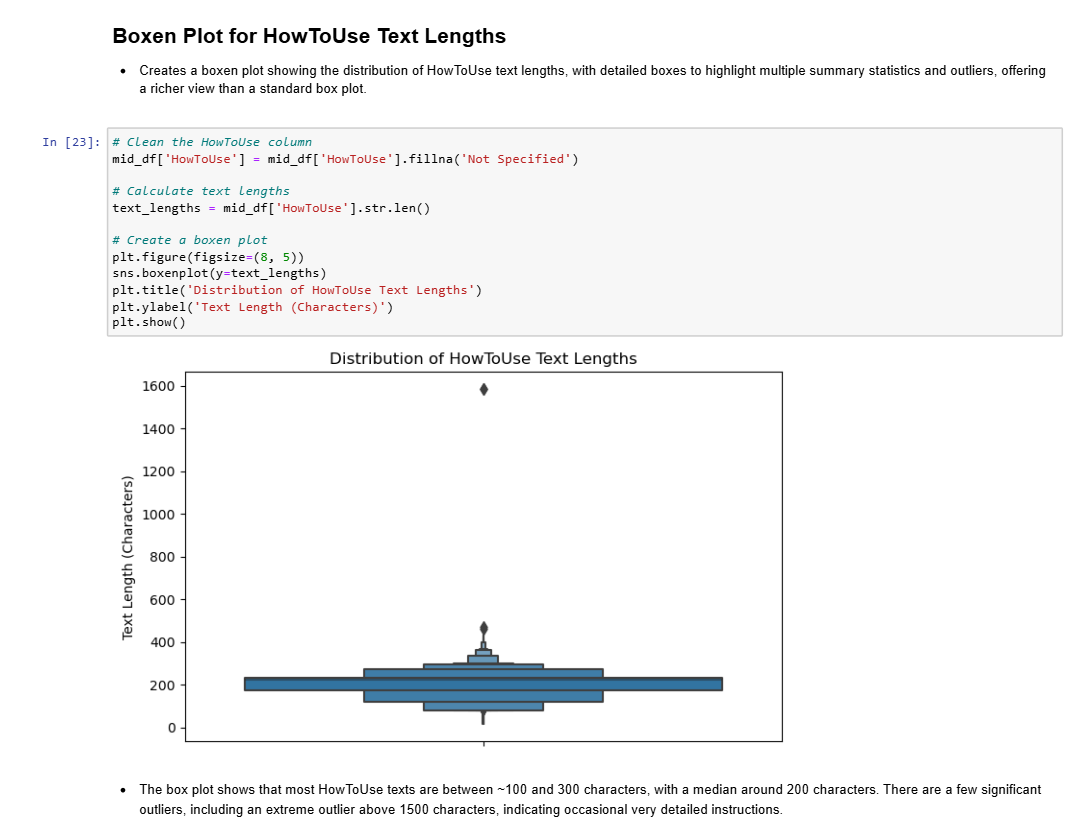 Boxen Plot for HowToUse Text Lengths
• Creates a boxen plot showing the distribution of HowToUse text lengths, with detailed boxes to highlight multiple summary statistics and outliers, offering
a richer view than a standard box plot.
In [23]:
# Clean the HowToUse column
mid_df['HowToUse'] = mid_df['HowToUse'].fillna('Not Specified')
# Calculate text lengths
text_lengths = mid_df['HowToUse'].str.len()
# Create a boxen plot
plt.figure(figsize=(8, 5))
sns.boxenplot(y=text_lengths)
plt.title('Distribution of HowToUse Text Lengths')
plt.ylabel('Text Length (Characters)')
plt.show()
Distribution of HowToUse Text Lengths
Text Length (Characters)
1600
1400
1200
1000
800
600
400
200
0
• The box plot shows that most HowToUse texts are between ~100 and 300 characters, with a median around 200 characters. There are a few significant
outliers, including an extreme outlier above 1500 characters, indicating occasional very detailed instructions.